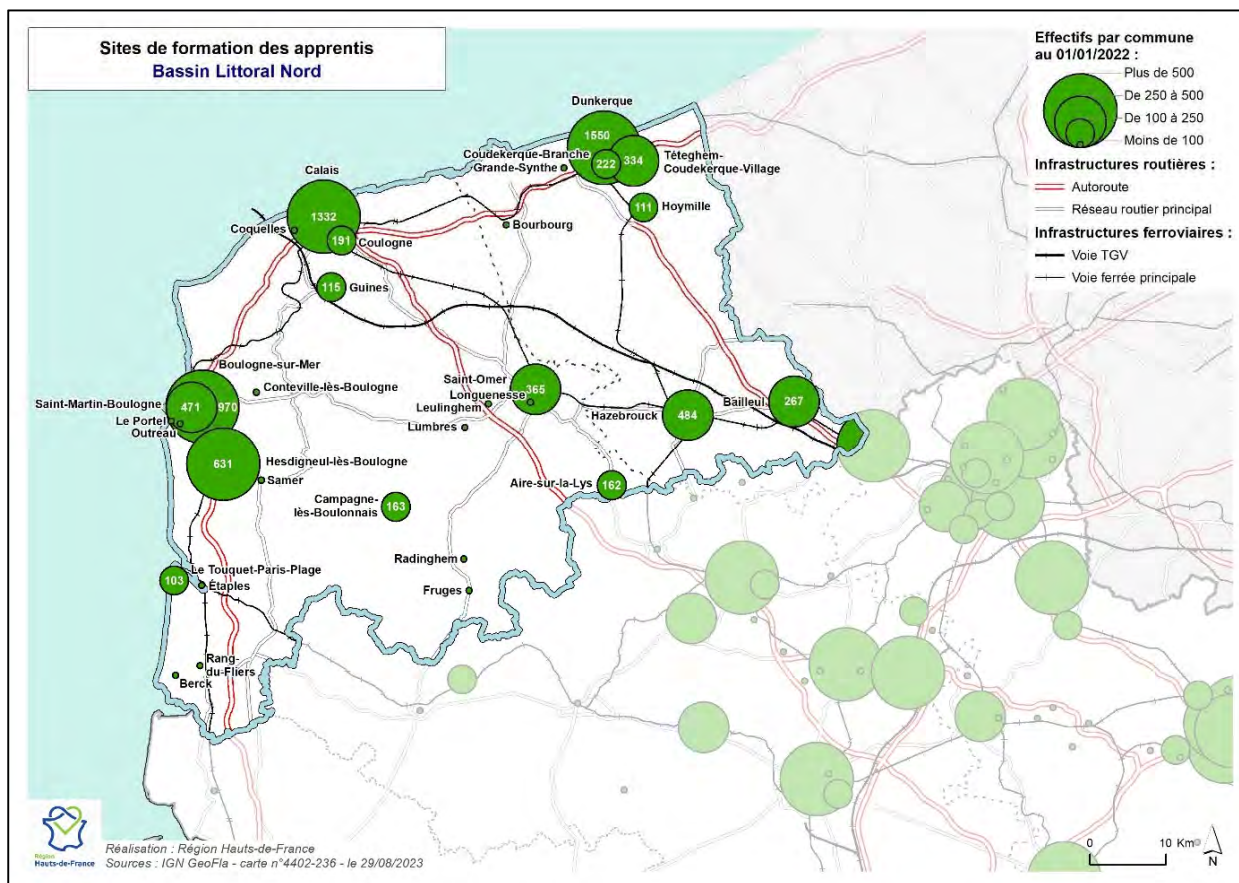 Sites de formation des apprentis
Bassin Littoral Nord
Effectifs par commune
au 01/01/2022 :
Plus de 500
De 250 à 500
De 100 à 250
Moins de 100
Infrastructures routières :
Autoroute
Réseau routier principal
Infrastructures ferroviaires :
Voie TGV
Voie ferrée principale
Dunkerque
1550
Coudekerque-Branche
222
334
Téteghem-
Coudekerque-Village
Grande-Synthe
Calais
1332
Hoymille
111
Bourbourg
Coquelles
191
Coulogne
115
Guines
Boulogne-sur-Mer
Conteville-lès-Boulogne
Saint-Martin-Boulogne
471
970
Le Portel
Outreau
Saint-Omer
365
Longuenesse
Leulinghem
Lumbres
Hazebrouck
484
Bailleul
267
631
Hesdigneul-lès-Boulogne
Samer
Aire-sur-la-Lys
162
Campagne-
lès-Boulonnais
163
Radinghem
Fruges
Le Touquet-Paris-Plage
103
Étaples
Rang-
du-Fliers
Berck
Région
Hauts-de-France
Réalisation : Région Hauts-de-France
Sources : IGN GeoFla - carte n°4402-236 - le 29/08/2023
0
10 Km
N